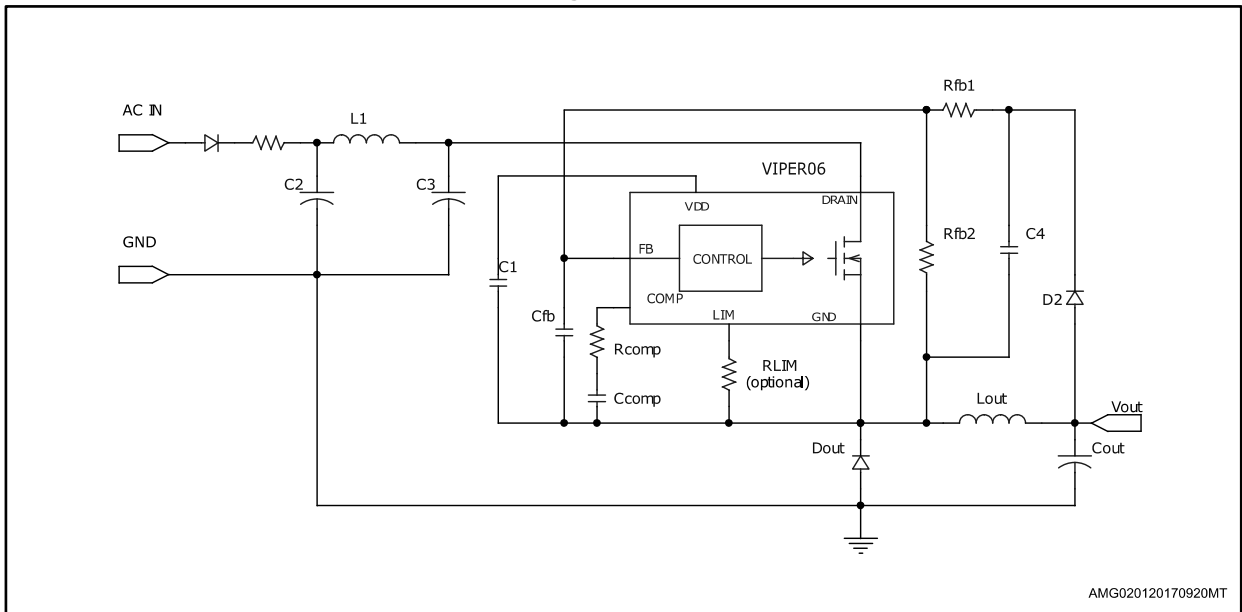 Rfb1
AC IN
L1
VIPER06
C2
C3
VDD
DRAIN
GND
FB
CONTROL
Rfb2
C4
C1
COMP
D2
Cfb
LIM
GND
Rcomp
RLIM
(optional)
Ccomp
Lout
Vout
Dout
Cout
AMG020120170920MT